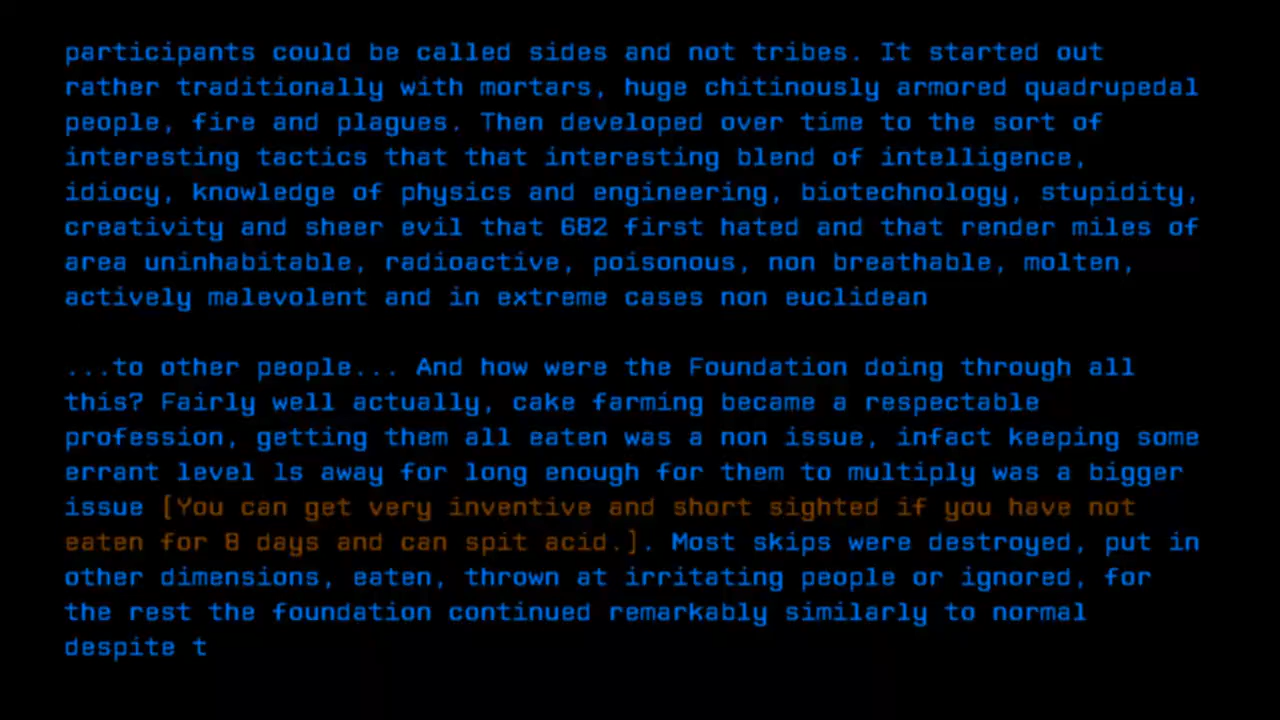 participants could be called sides and not tribes. It started out
rather traditionally with mortars, huge chitinously armored quadrupedal
people, fire and plagues. Then developed over time to the sort of
interesting tactics that that interesting blend of intelligence,
idiocy, knowledge of physics and engineering, biotechnology, stupidity,
creativity and sheer evil that 682 first hated and that render miles of
area uninhabitable, radioactive, poisonous, non breathable, molten,
actively malevolent and in extreme cases non euclidean
...to other people... And how were the Foundation doing through all
this? Fairly well actually, cake farming became a respectable
profession, getting them all eaten was a non issue, infact keeping some
errant level 1s away for long enough for them to multiply was a bigger
issue [You can get very inventive and short sighted if you have not
eaten for 8 days and can spit acid.]. Most skips were destroyed, put in
other dimensions, eaten, thrown at irritating people or ignored, for
the rest the foundation continued remarkably similarly to normal
despite t